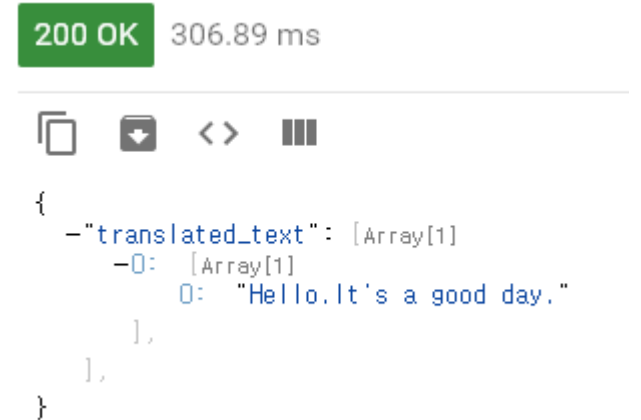 200 OK 306.89 ms
{
–"translated_text": [Array[1]
–0: [Array[1]
0: "Hello.It's a good day."
],
],
}